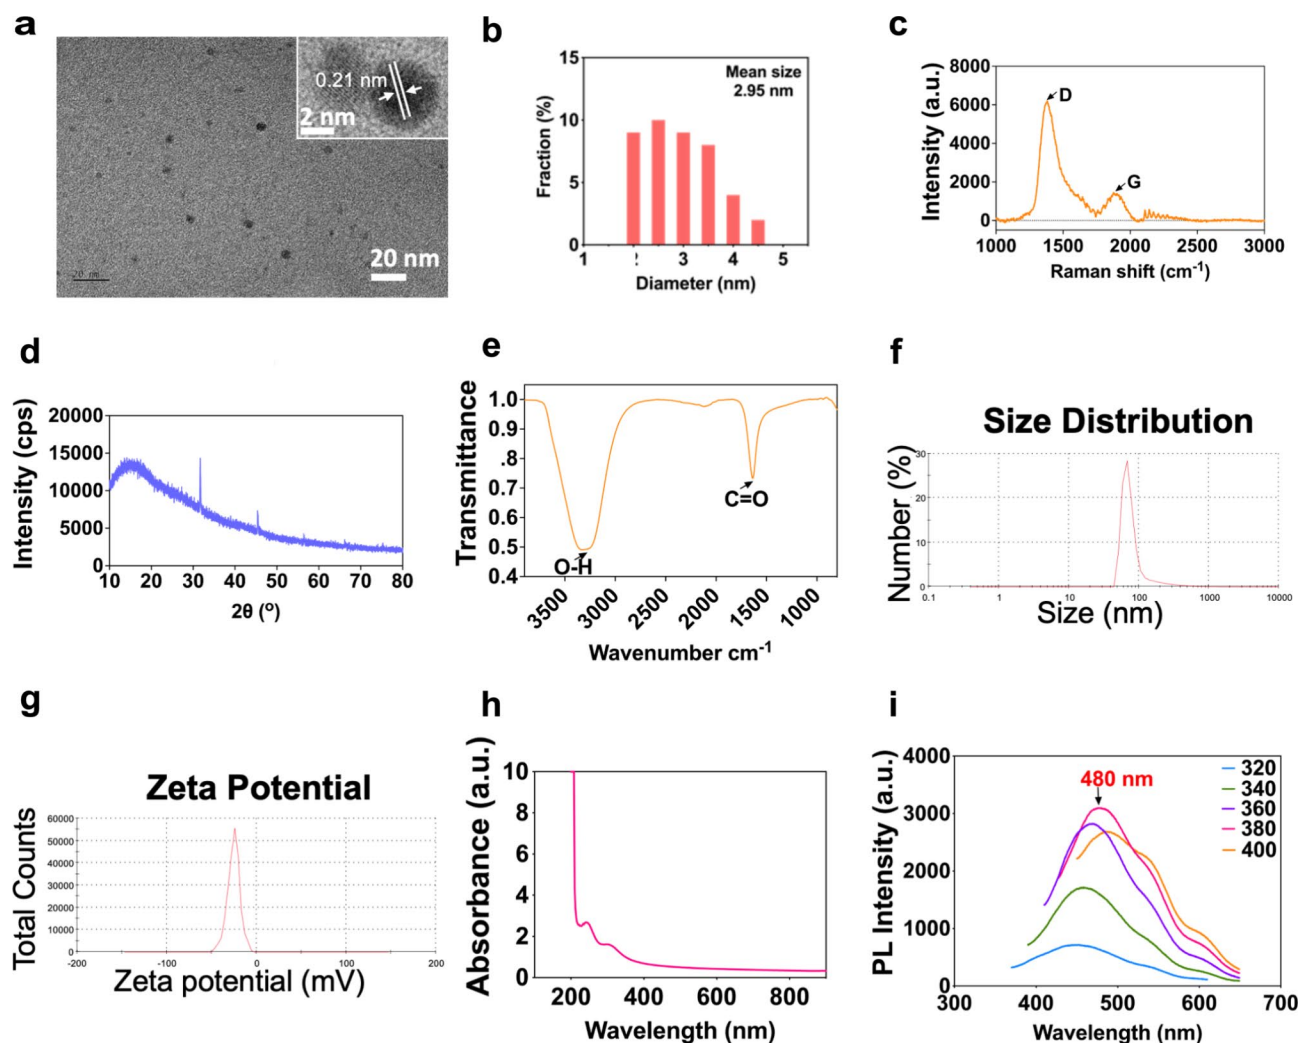 a
0.21 nm
2 nm
20 nm
20 nm
b
15
10
5
0
Fraction (%)
Mean size
2.95 nm
1 2 3 4 5
Diameter (nm)
c
8000
6000
4000
2000
0
Intensity (a.u.)
D
G
1000 1500 2000 2500 3000
Raman shift (cm-1)
d
20000
15000
10000
5000
0
Intensity (cps)
10 20 30 40 50 60 70 80
2θ (º)
e
1.0
0.9
.8
0.7
0.6
0.5
0.4
Transmittance
C=O
O-H
3500 3000 2500 2000 1500 1000
Wavenumber cm-1
f
Size Distribution
30
20
10
0
Number (%)
0.1 1 10 100 1000 10000
Size (nm)
g
Zeta Potential
60000
50000
40000
30000
20000
10000
0
Total Counts
-200 -100 0 100 200
Zeta potential (mV)
h
10
8
6
4
2
0
Absorbance (a.u.)
200 400 600 800
Wavelength (nm)
i
4000
3000
2000
1000
0
PL Intensity (a.u.)
480 nm
320
340
360
380
400
300 400 500 600 700
Wavelength (nm)